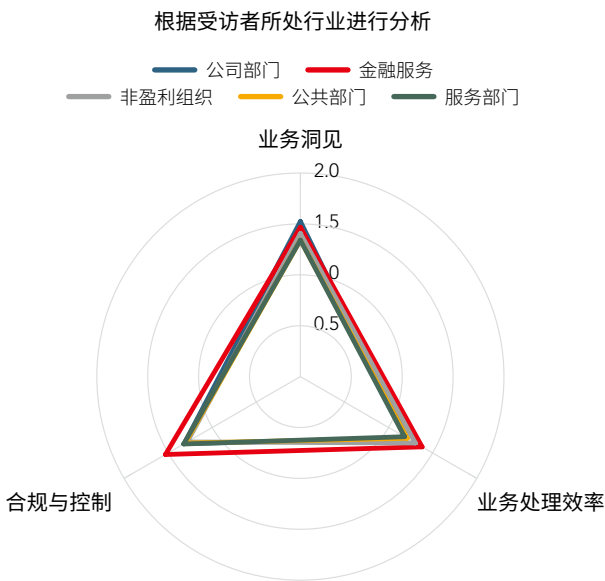 根据受访者所处行业进行分析
公司部门 金融服务
非盈利组织 公共部门 服务部门
业务洞见
2.0
1.5
0
0.5
合规与控制
业务处理效率